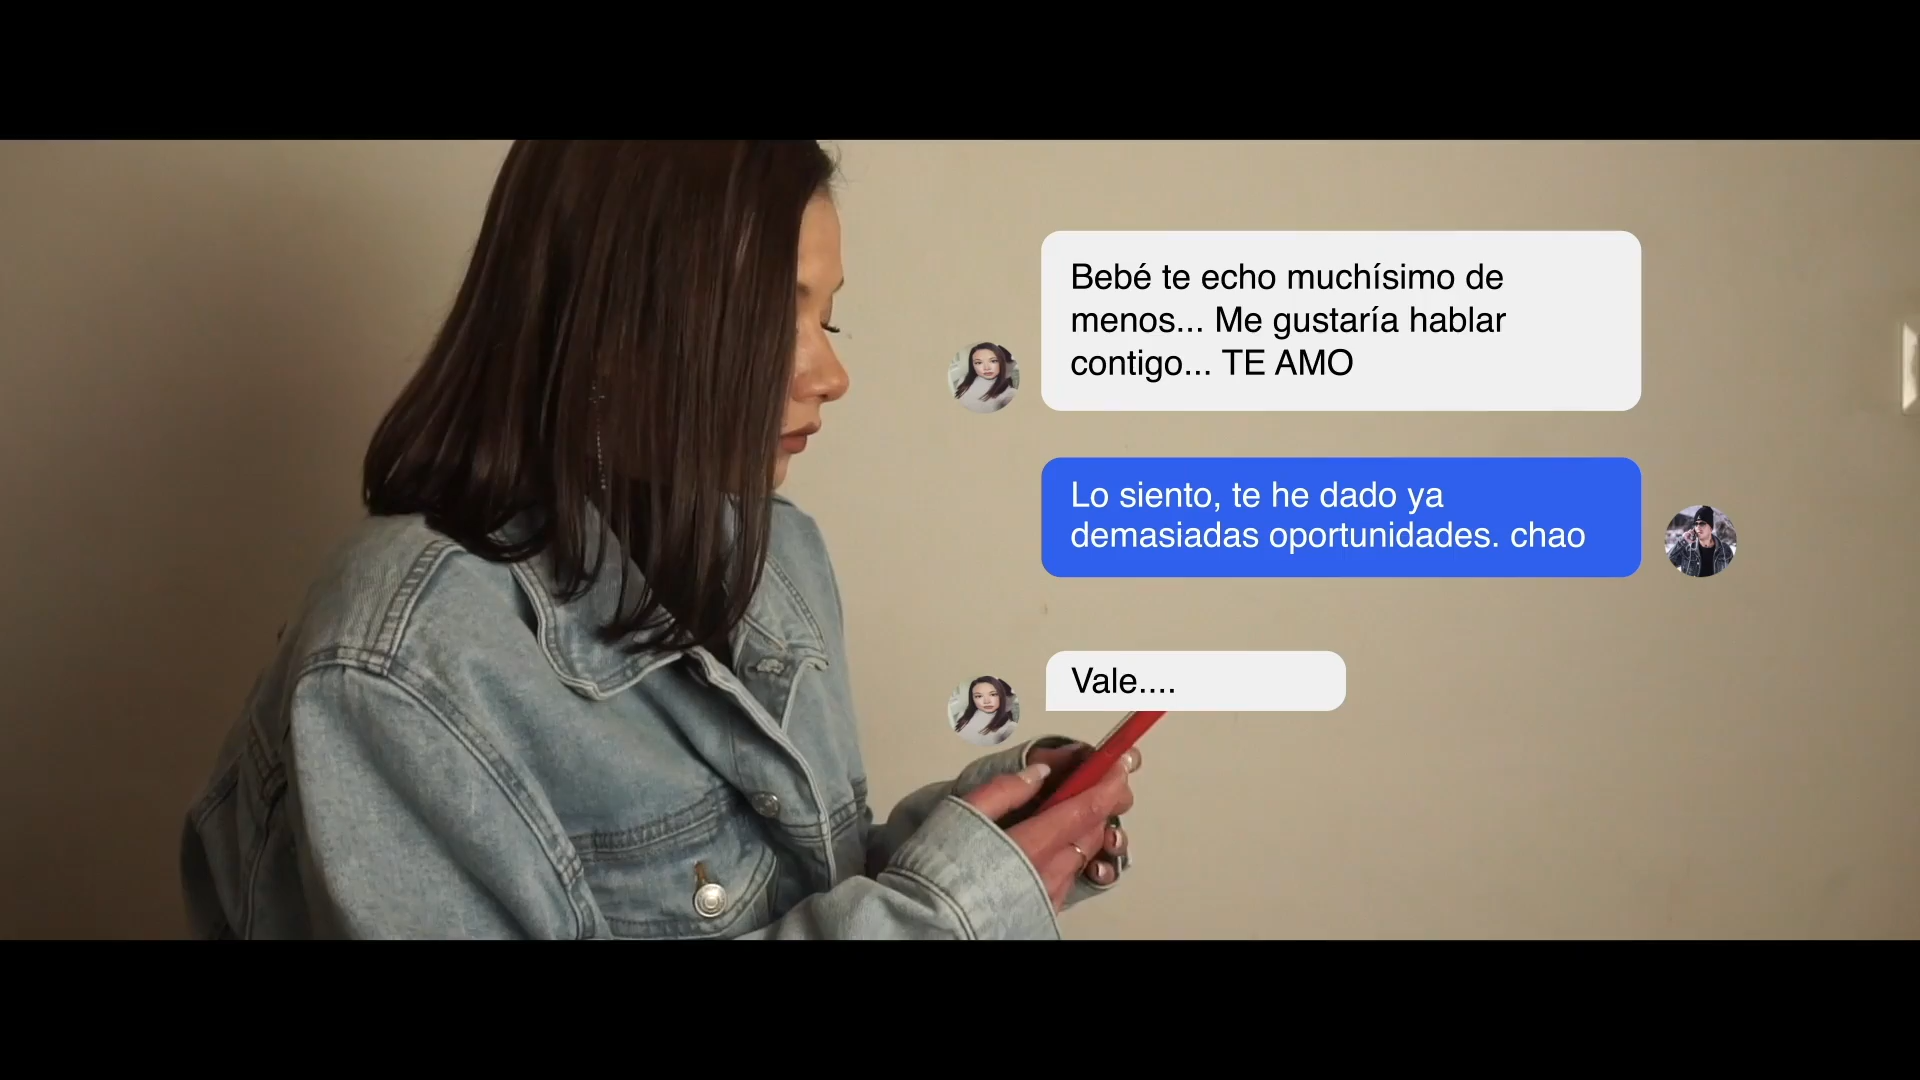 Bebé te echo muchísimo de
menos... Me gustaría hablar
contigo... TE AMO
Lo siento, te he dado ya
demasiadas oportunidades. chao
Vale....